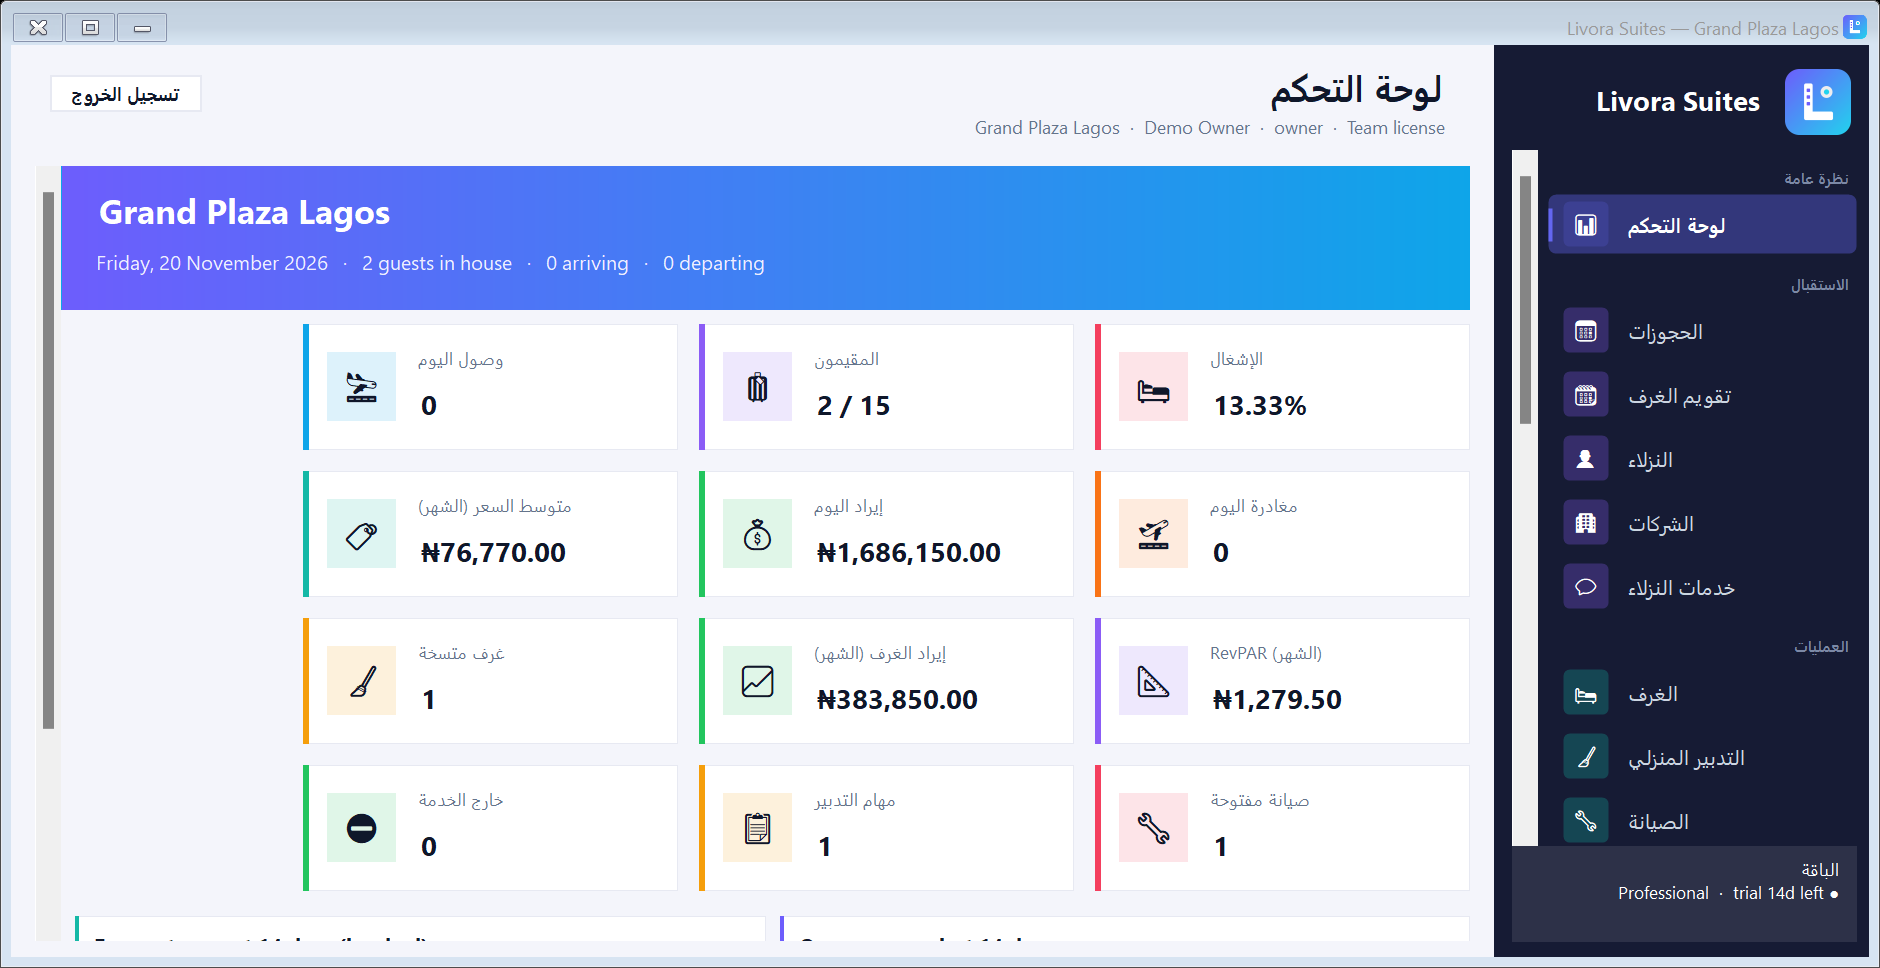 Livora Suites — Grand Plaza Lagos
Livora Suites
نظرة عامة
لوحة التحكم
الاستقبال
الحجوزات
تقويم الغرف
النزلاء
الشركات
خدمات النزلاء
العمليات
الغرف
التدبير المنزلي
الصيانة
الباقة
Professional · trial 14d left ●
لوحة التحكم
Grand Plaza Lagos · Demo Owner · owner · Team license
تسجيل الخروج
Grand Plaza Lagos
Friday, 20 November 2026 · 2 guests in house · 0 arriving · 0 departing
الإشغال
13.33%
المقيمون
2 / 15
وصول اليوم
0
مغادرة اليوم
0
إيراد اليوم
₦1,686,150.00
متوسط السعر (الشهر)
₦76,770.00
RevPAR (الشهر)
₦1,279.50
إيراد الغرف (الشهر)
₦383,850.00
غرف متسخة
1
صيانة مفتوحة
1
مهام التدبير
1
خارج الخدمة
0